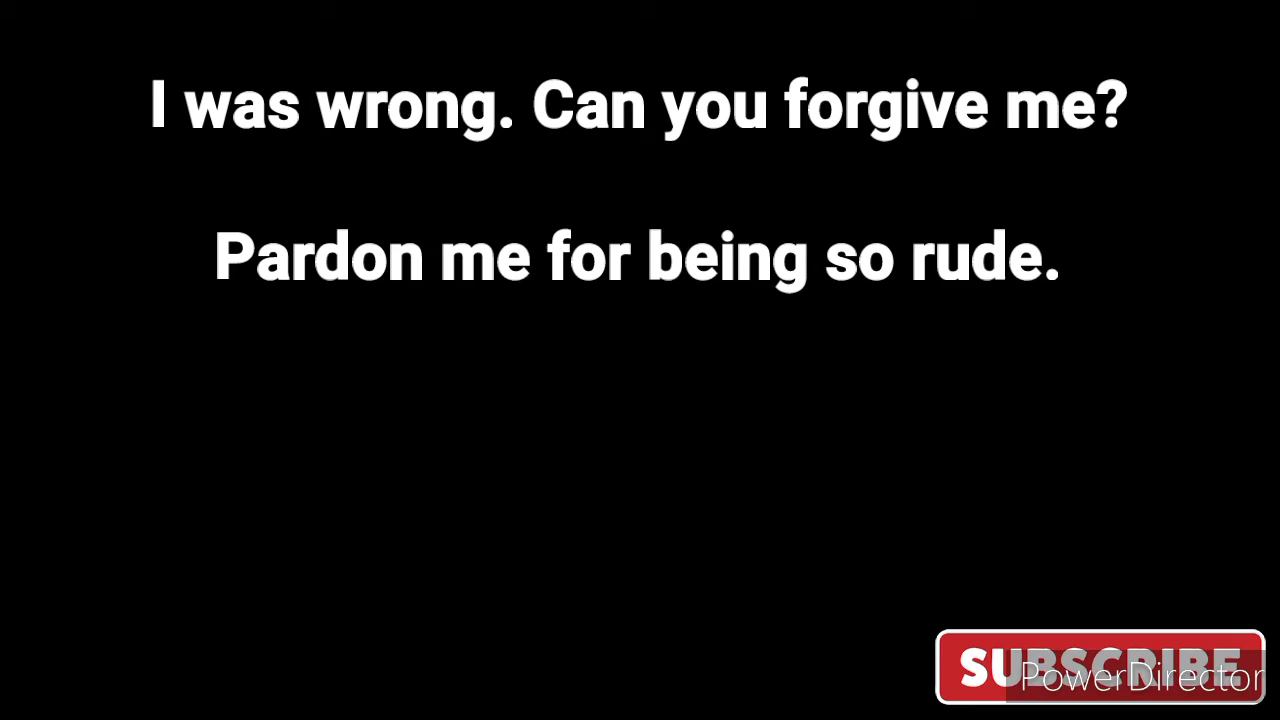 I was wrong. Can you forgive me?
Pardon me for being so rude.
SUBSCRIBE
PowerDirector